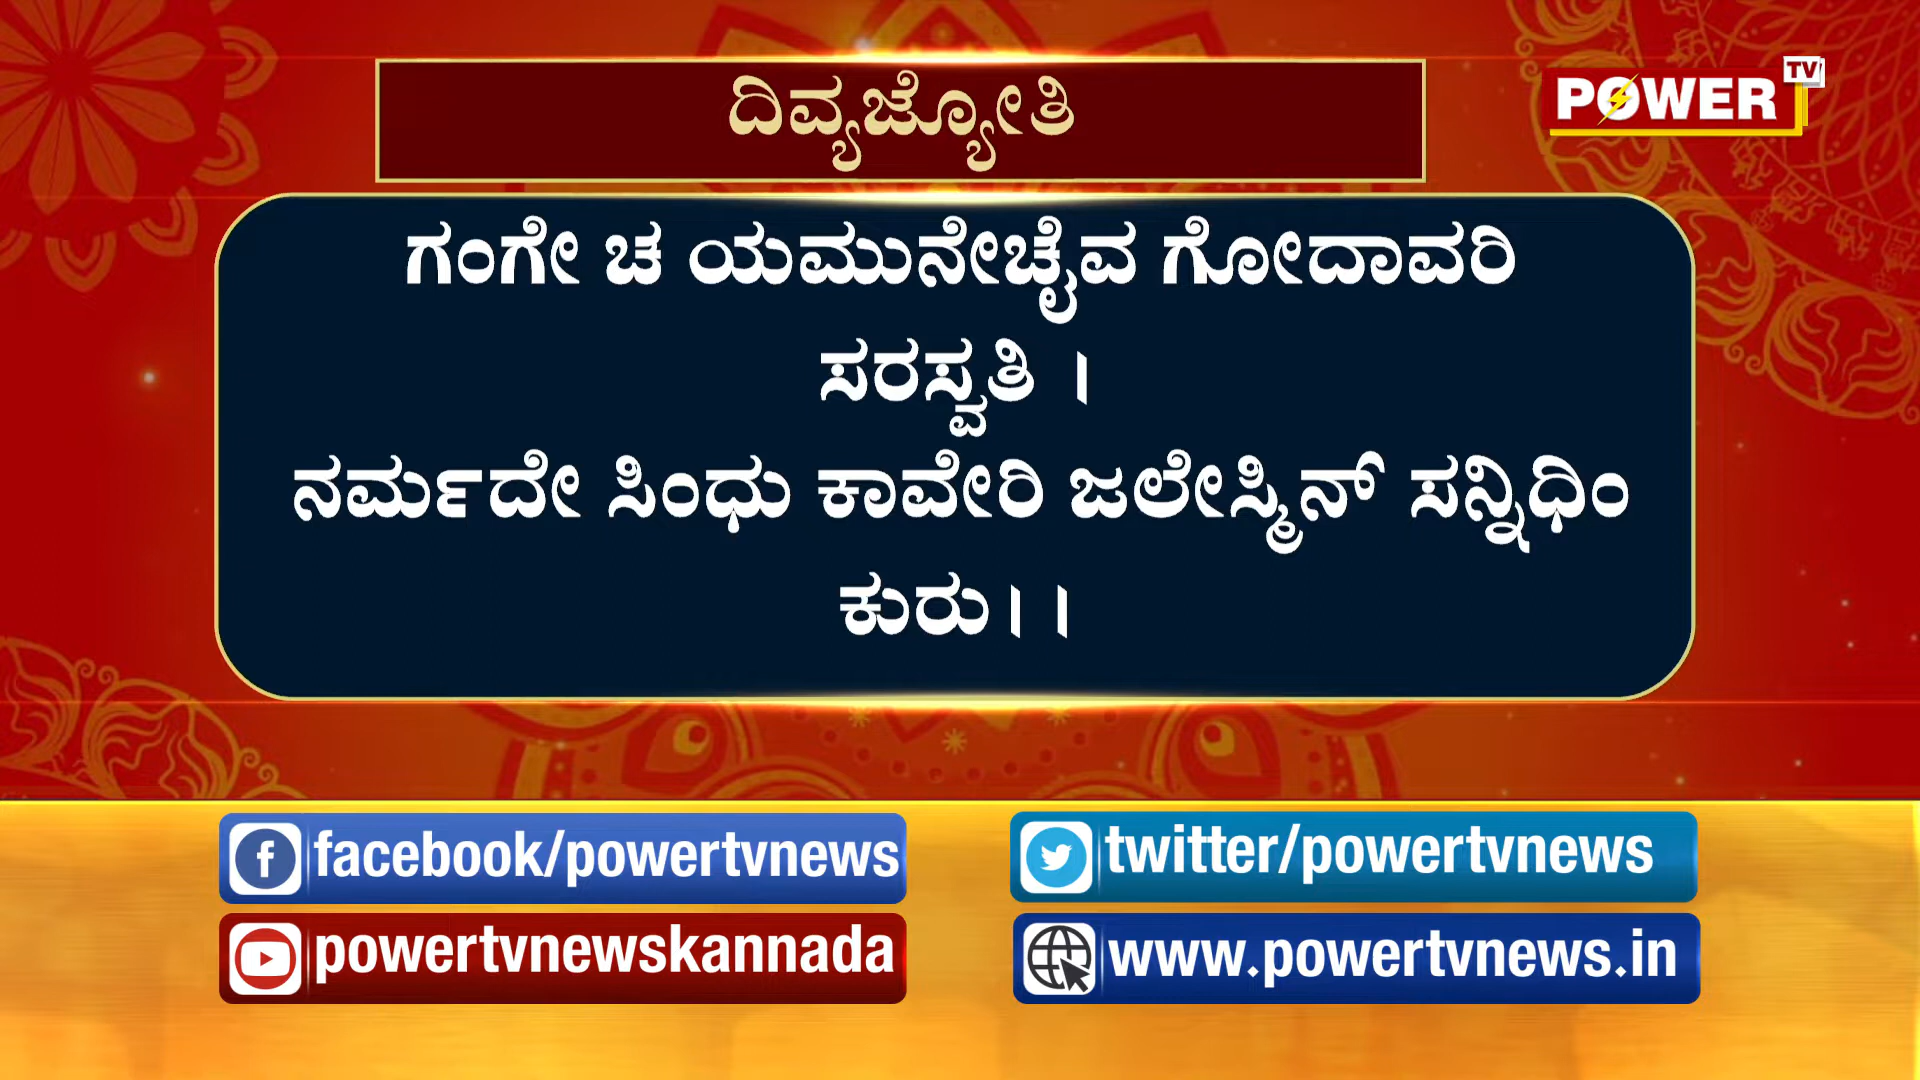 ದಿವ್ಯಜ್ಯೋತಿ
POWER TV
ಗಂಗೇ ಚ ಯಮುನೇಚೈವ ಗೋದಾವರಿ
ಸರಸ್ವತಿ ।
ನರ್ಮದೇ ಸಿಂಧು ಕಾವೇರಿ ಜಲೇಸ್ಮಿನ್ ಸನ್ನಿಧಿಂ
ಕುರು।।
facebook/powertvnews
twitter/powertvnews
powertvnewskannada
www.powertvnews.in